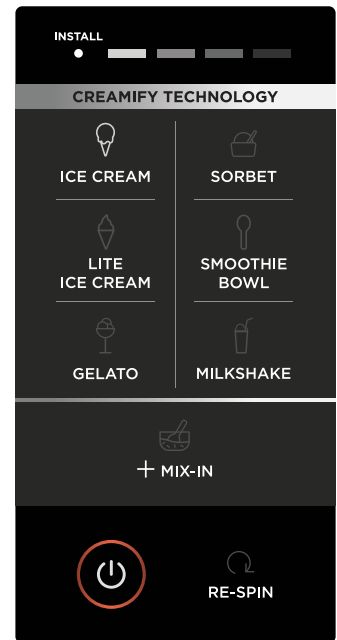 INSTALL
CREAMIFY TECHNOLOGY
ICE CREAM
SORBET
LITE
ICE CREAM
SMOOTHIE
BOWL
GELATO
MILKSHAKE
+ MIX-IN
RE-SPIN